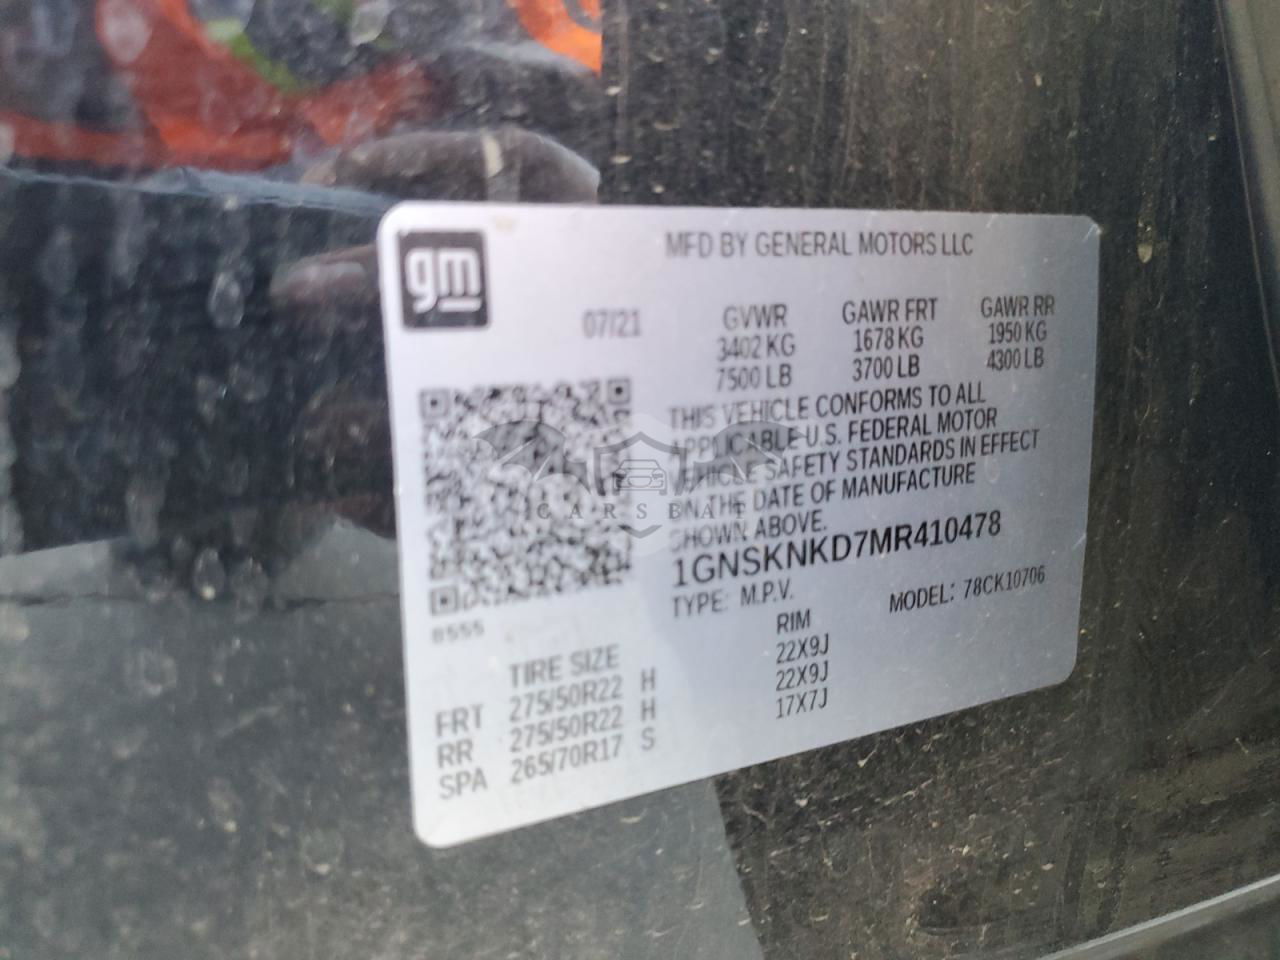 gm
MFD BY GENERAL MOTORS LLC
07/21
GVWR GAWR FRT GAWR RR
3402 KG 1678 KG 1950 KG
7500 LB 3700 LB 4300 LB
THIS VEHICLE CONFORMS TO ALL
APPLICABLE U.S. FEDERAL MOTOR
VEHICLE SAFETY STANDARDS IN EFFECT
ON THE DATE OF MANUFACTURE
SHOWN ABOVE.
CARSBAT
1GNSKNKD7MR410478
TYPE: M.P.V. MODEL: 78CK10706
8555
TIRE SIZE RIM
FRT 275/50R22 H 22X9J
RR 275/50R22 H 22X9J
SPA 265/70R17 S 17X7J